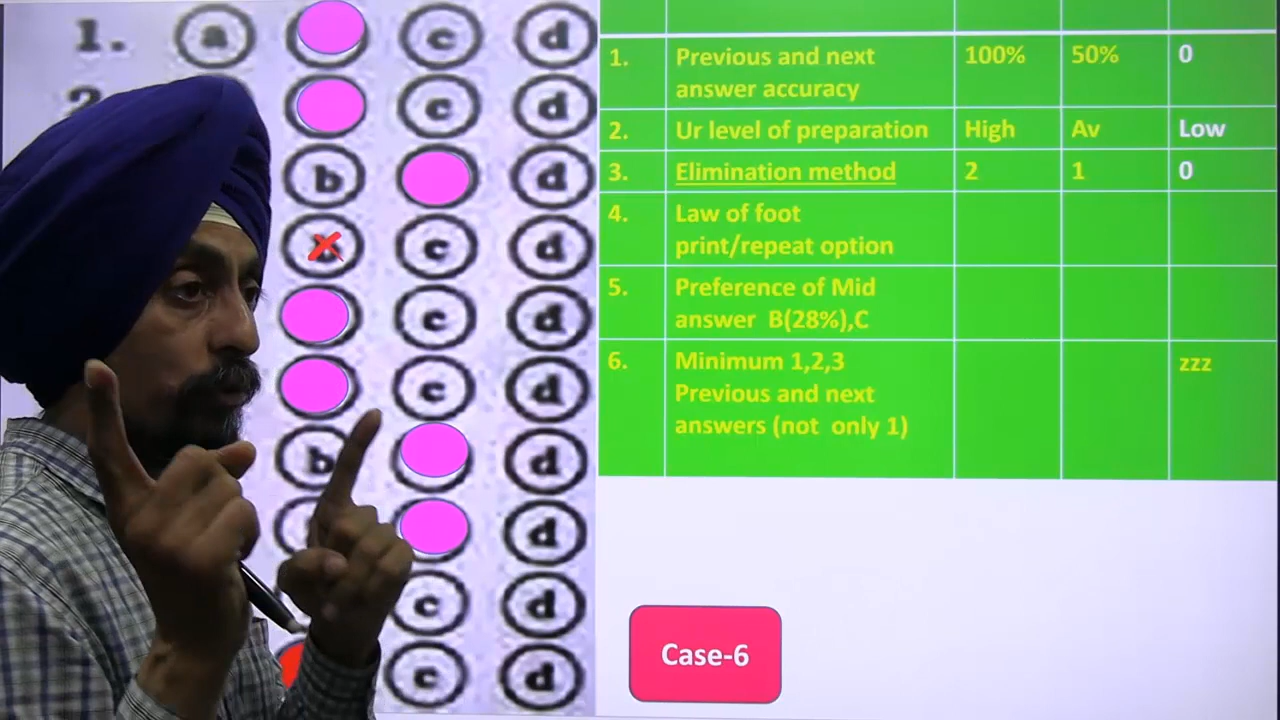 1. a c d
2. c d
b d
c d
c d
c d
b d
d
c d
c d
1. Previous and next 100% 50% 0
answer accuracy
2. Ur level of preparation High Av Low
3. Elimination method 2 1 0
4. Law of foot
print/repeat option
5. Preference of Mid
answer B(28%),C
6. Minimum 1,2,3 zzz
Previous and next
answers (not only 1)
Case-6